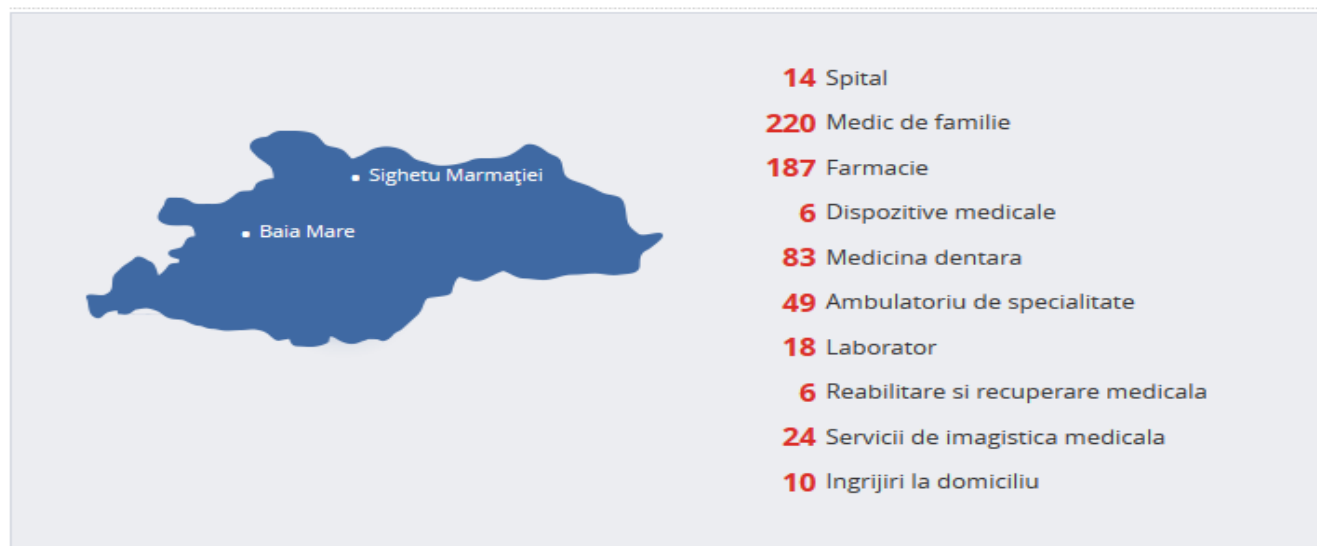 Sighetu Marmaţiei
Baia Mare
14 Spital
220 Medic de familie
187 Farmacie
6 Dispozitive medicale
83 Medicina dentara
49 Ambulatoriu de specialitate
18 Laborator
6 Reabilitare si recuperare medicala
24 Servicii de imagistica medicala
10 Ingrijiri la domiciliu